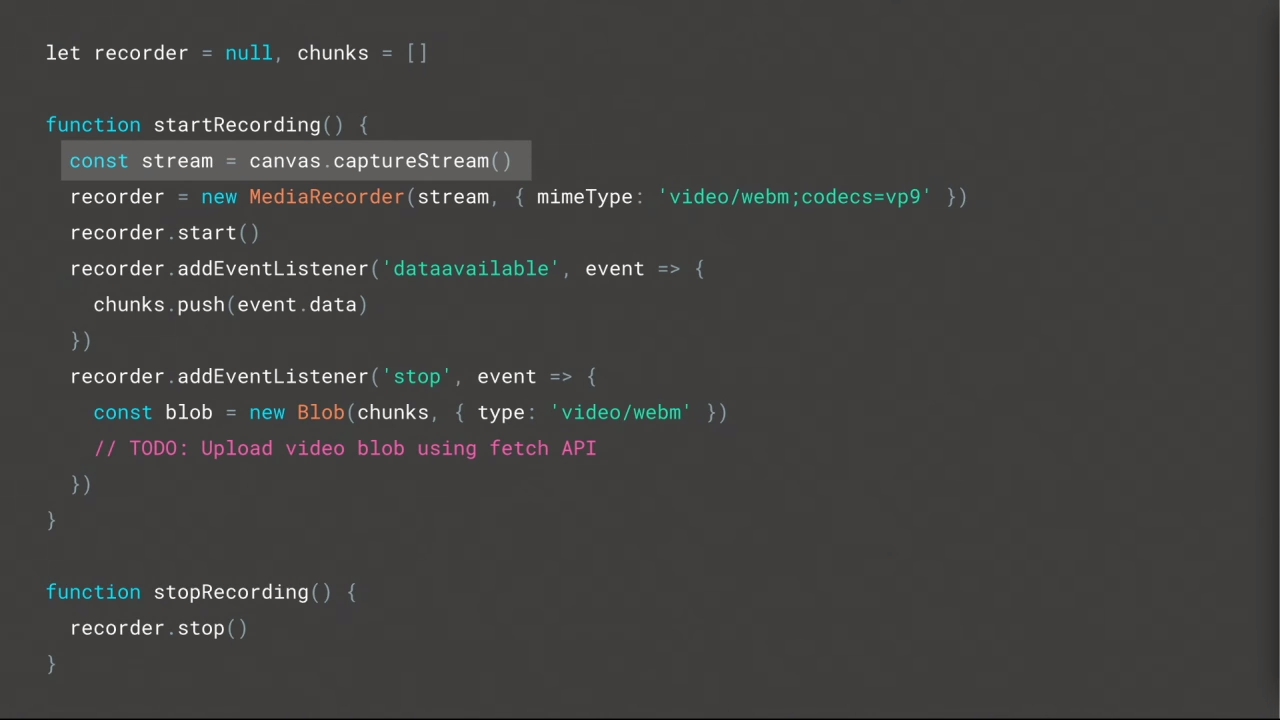 let recorder = null, chunks = []
function startRecording() {
const stream = canvas.captureStream()
recorder = new MediaRecorder(stream, { mimeType: 'video/webm;codecs=vp9' })
recorder.start()
recorder.addEventListener('dataavailable', event => {
chunks.push(event.data)
})
recorder.addEventListener('stop', event => {
const blob = new Blob(chunks, { type: 'video/webm' })
// TODO: Upload video blob using fetch API
})
}
function stopRecording() {
recorder.stop()
}